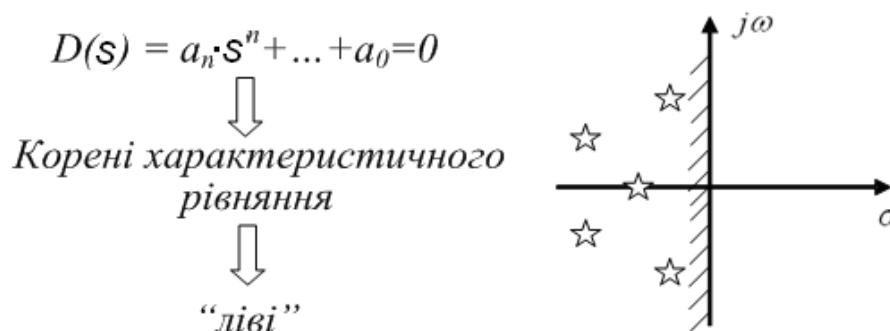 D(s) = aₙ·sⁿ+...+a₀=0
Корені характеристичного
рівняння
“ліві”
jω
σ